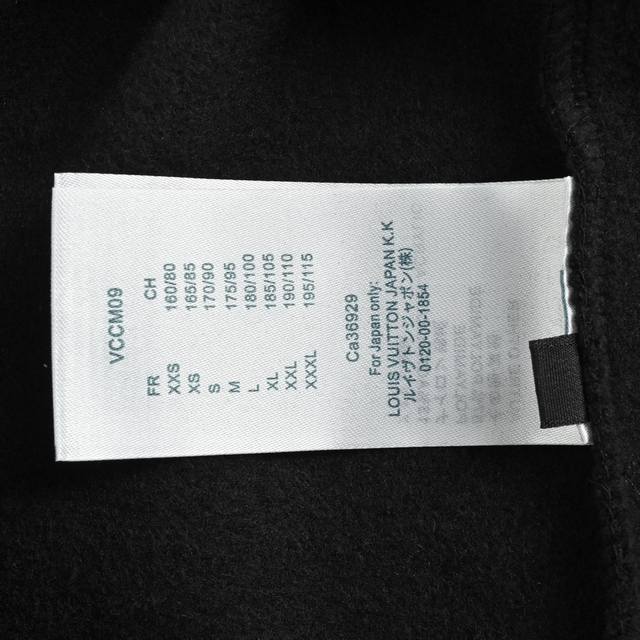 VCCM09
FR CH
XXS 160/80
XS 165/85
S 170/90
M 175/95
L 180/100
XL 185/105
XXL 190/110
XXXL 195/115
Ca36929
For Japan only:
LOUIS VUITTON JAPAN K.K
ルイ・ヴィトンジャポン(株)
0120-00-1854